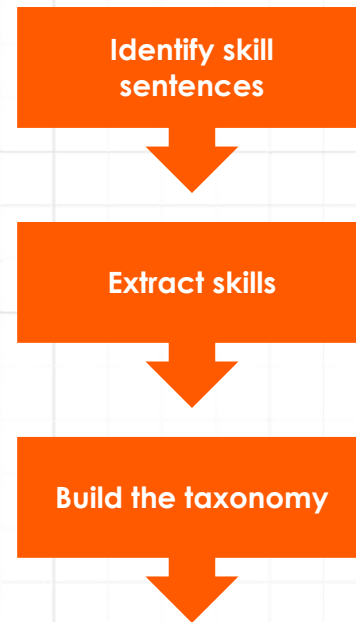 Identify skill
sentences
Extract skills
Build the taxonomy